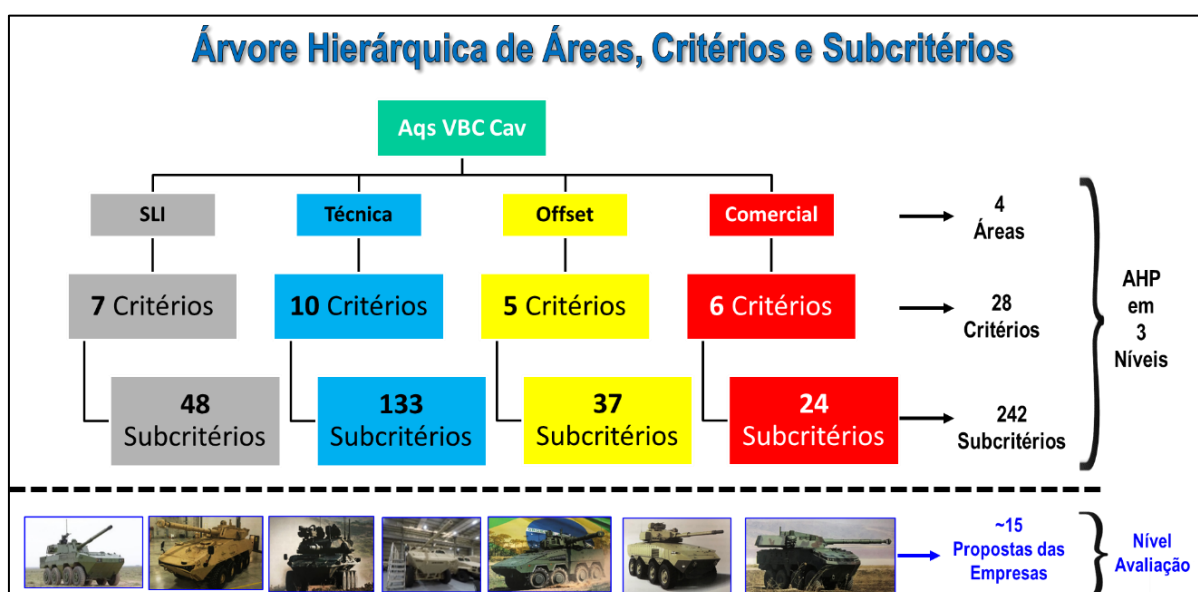 Árvore Hierárquica de Áreas, Critérios e Subcritérios
Aqs VBC Cav
SLI
Técnica
Offset
Comercial
4
Áreas
7 Critérios
10 Critérios
5 Critérios
6 Critérios
28
Critérios
48
Subcritérios
133
Subcritérios
37
Subcritérios
24
Subcritérios
242
Subcritérios
AHP
em
3
Níveis
~15
Propostas das
Empresas
Nível
Avaliação